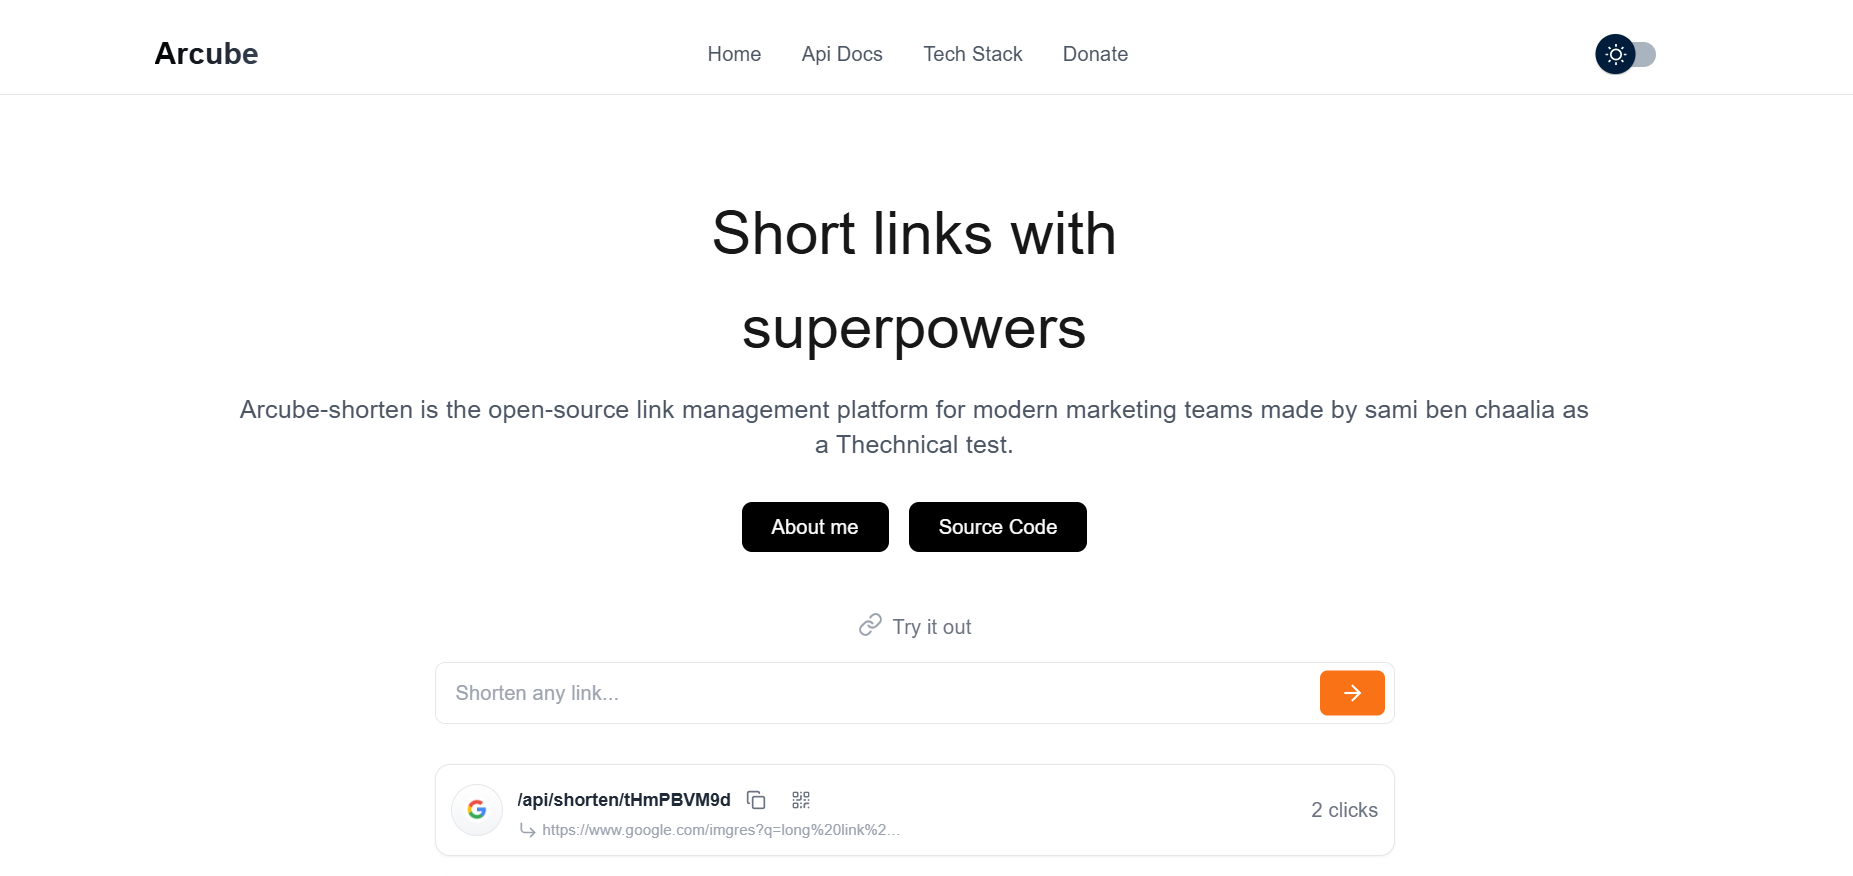 Arcube
Home
Api Docs
Tech Stack
Donate
Short links with
superpowers
Arcube-shorten is the open-source link management platform for modern marketing teams made by sami ben chaalia as
a Thechnical test.
About me
Source Code
Try it out
Shorten any link...
/api/shorten/tHmPBVM9d
2 clicks
https://www.google.com/imgres?q=long%20link%2...